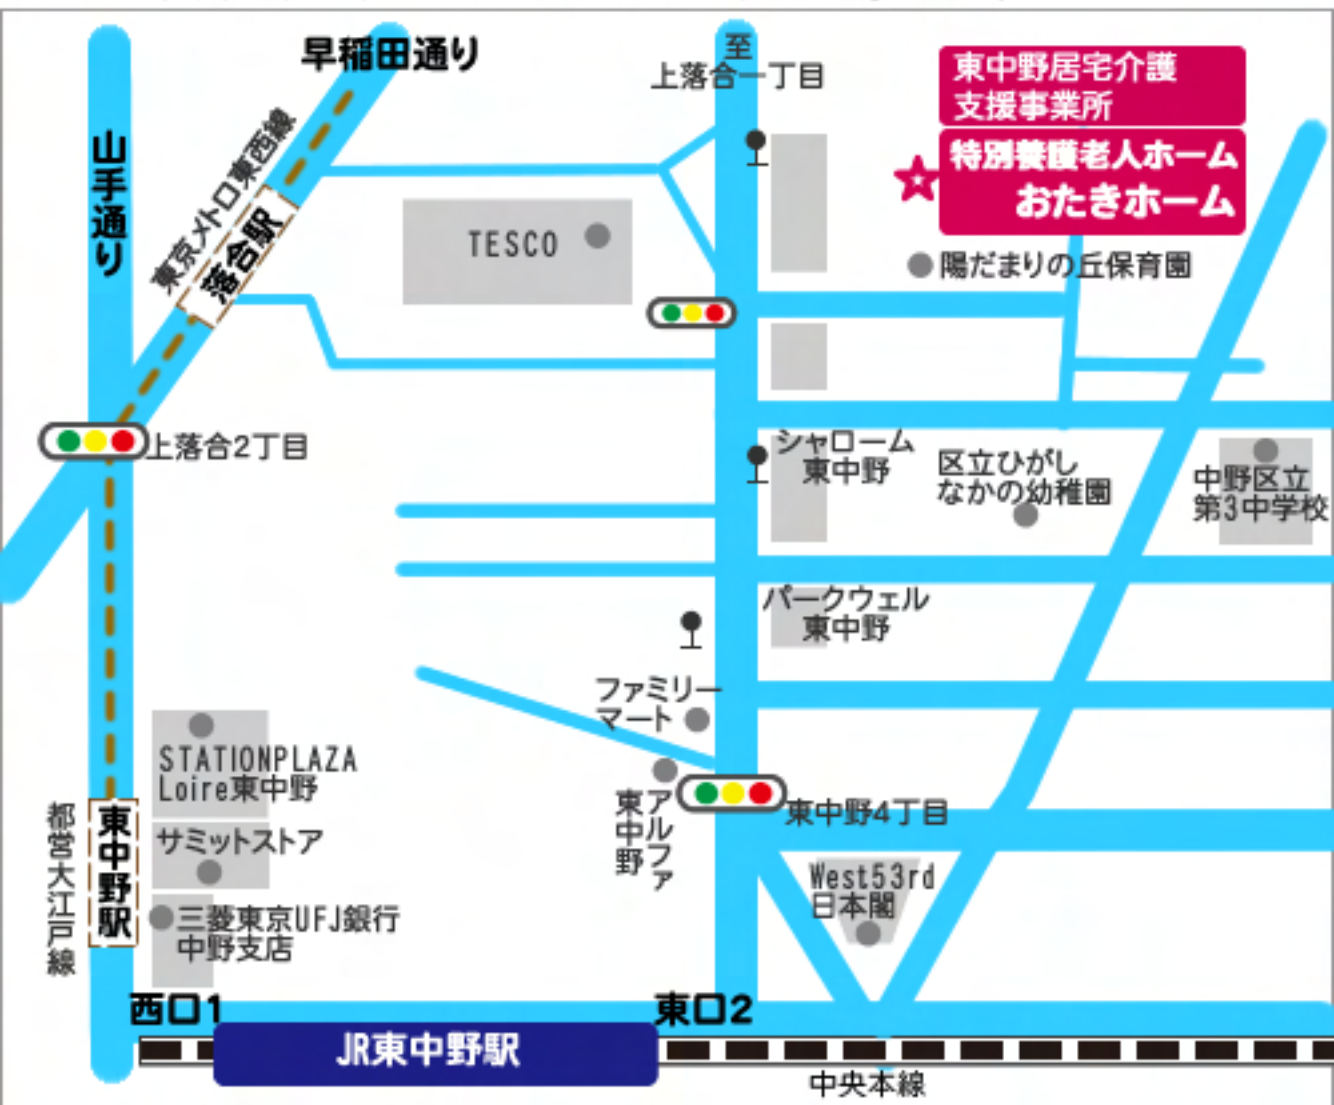 早稲田通り
至
上落合一丁目
東中野居宅介護
支援事業所
特別養護老人ホーム
おたきホーム
山手通り
東京メトロ東西線
落合駅
TESCO
陽だまりの丘保育園
上落合2丁目
シャローム
東中野
区立ひがし
なかの幼稚園
中野区立
第3中学校
パークウェル
東中野
ファミリー
マート
STATIONPLAZA
Loire東中野
アルファ
東中野
東中野4丁目
都営大江戸線
東中野駅
サミットストア
West53rd
日本閣
三菱東京UFJ銀行
中野支店
西口1
東口2
JR東中野駅
中央本線